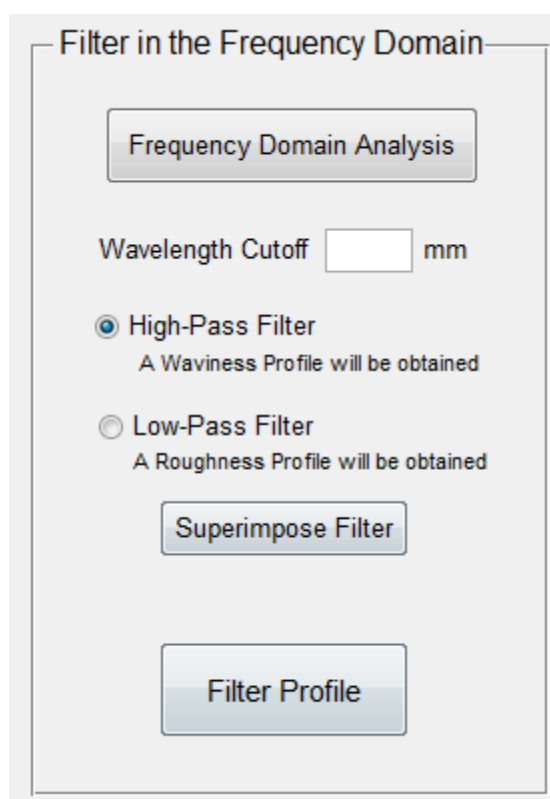 Filter in the Frequency Domain
Frequency Domain Analysis
Wavelength Cutoff mm
High-Pass Filter
A Waviness Profile will be obtained
Low-Pass Filter
A Roughness Profile will be obtained
Superimpose Filter
Filter Profile